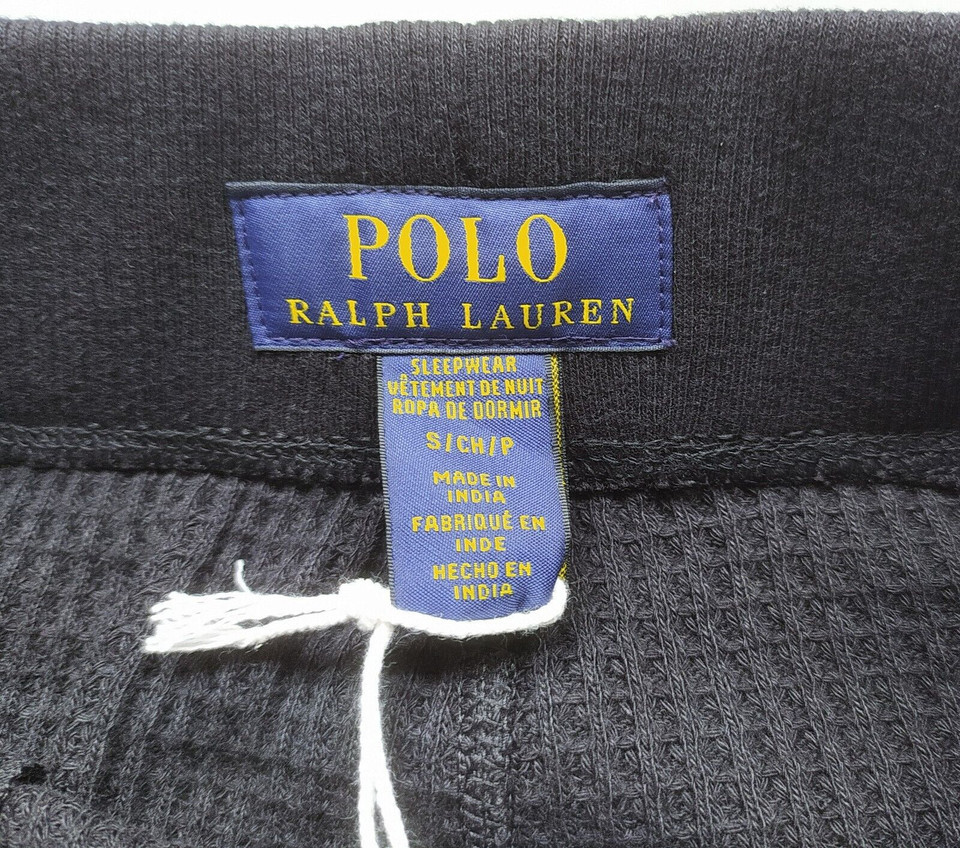 POLO
RALPH LAUREN
SLEEPWEAR
VÊTEMENT DE NUIT
ROPA DE DORMIR
S/CH/P
MADE IN
INDIA
FABRIQUÉ EN
INDE
HECHO EN
INDIA